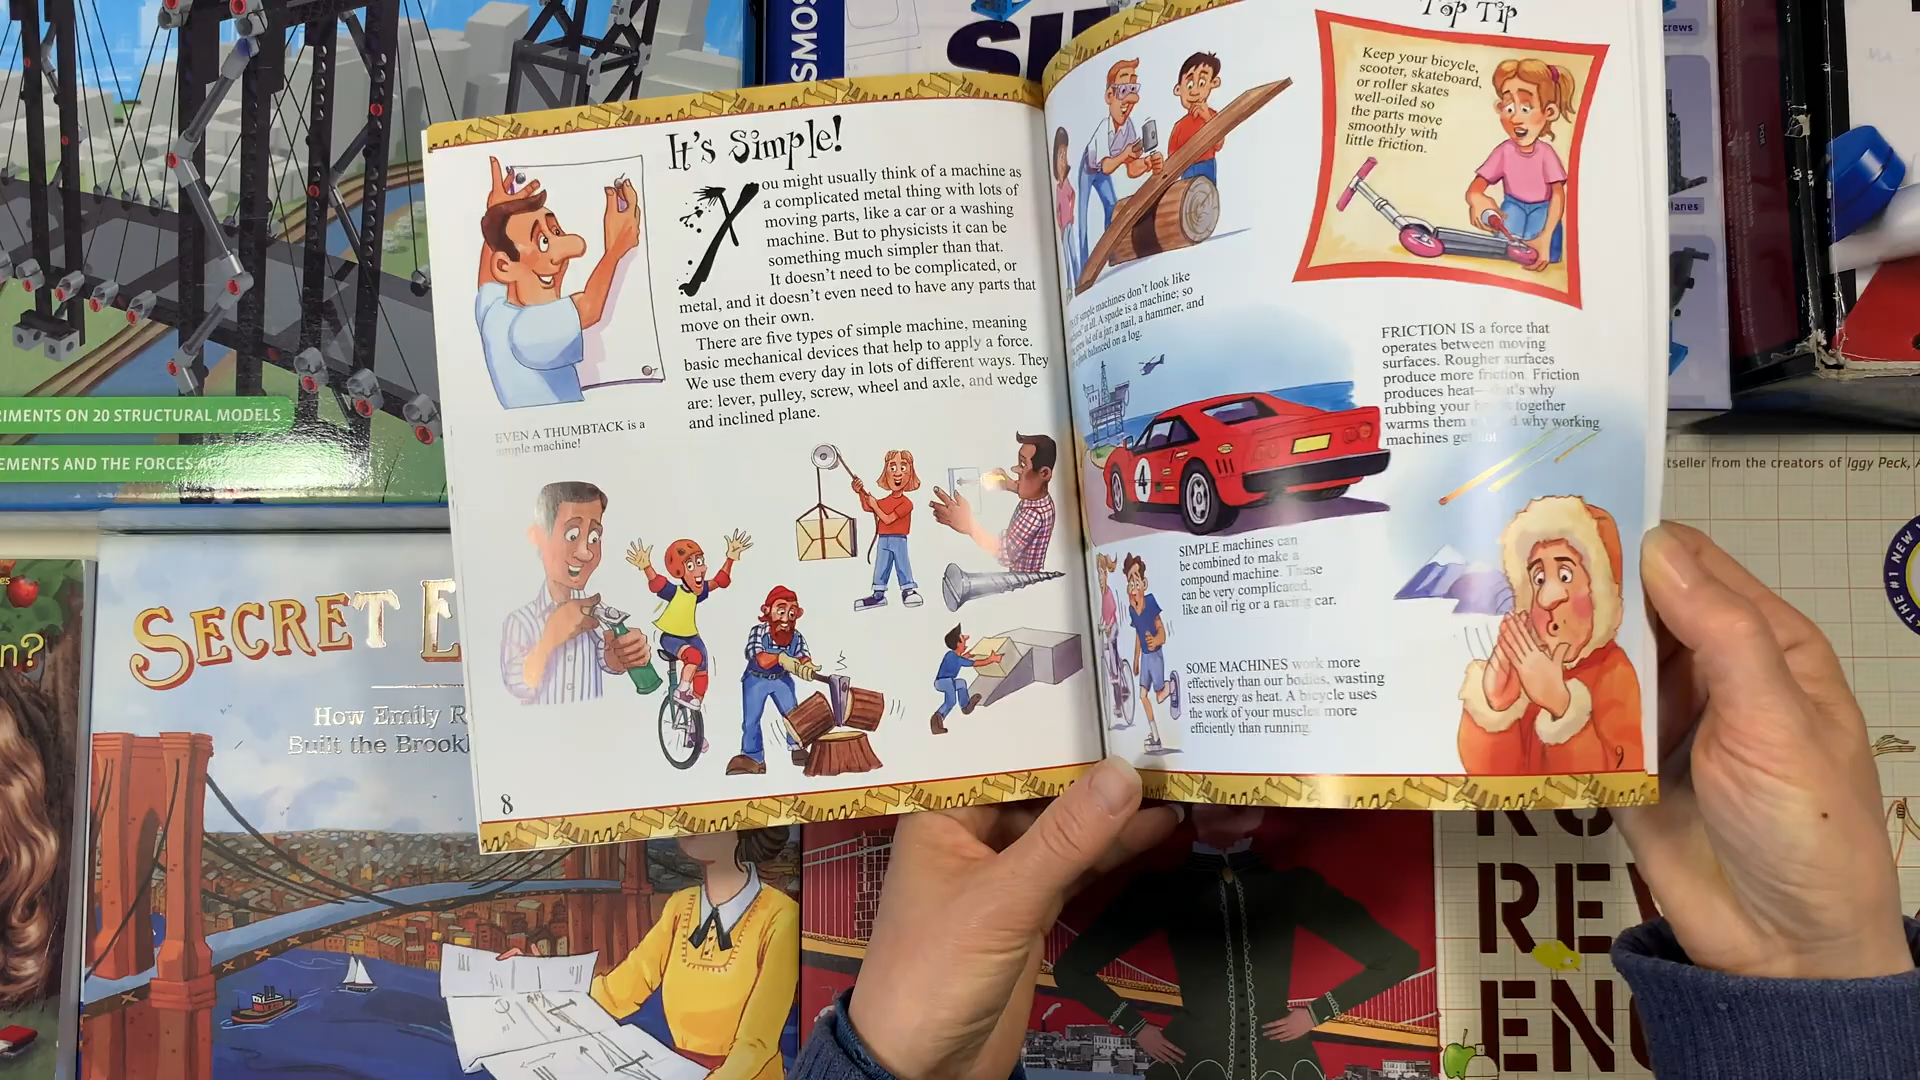 It's Simple!
You might usually think of a machine as
a complicated metal thing with lots of
moving parts, like a car or a washing
machine. But to physicists it can be
something much simpler than that.
It doesn't need to be complicated, or
metal, and it doesn't even need to have any parts that
move on their own.
There are five types of simple machine, meaning
basic mechanical devices that help to apply a force.
We use them every day in lots of different ways. They
are: lever, pulley, screw, wheel and axle, and wedge
and inclined plane.
EVEN A THUMBTACK is a
simple machine!
8
Top Tip
Keep your bicycle,
scooter, skateboard,
or roller skates
well-oiled so
the parts move
smoothly with
little friction.
simple machines don't look like
at all. A spade is a machine; so
lid of a jar, a nail, a hammer, and
plank balanced on a log.
4
FRICTION IS a force that
operates between moving
surfaces. Rougher surfaces
produce more friction. Friction
produces heat— that's why
rubbing your together
warms them why working
machines get hot
SIMPLE machines can
be combined to make a
compound machine. These
can be very complicated,
like an oil rig or a racing car.
SOME MACHINES work more
effectively than our bodies, wasting
less energy as heat. A bicycle uses
the work of your muscles more
efficiently than running.
9
RIMENTS ON 20 STRUCTURAL MODELS
EMENTS AND THE FORCES
SMOS
SI
crews
lanes
tseller from the creators of Iggy Peck, A
THE #1 NEW
n?
SECRET E
How Emily R
Built the Brookl
RE
EN